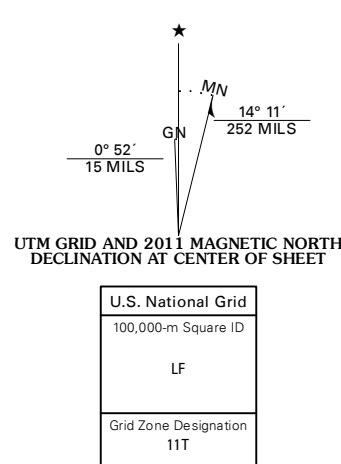 ★
MN
GN
14° 11´
252 MILS
0° 52´
15 MILS
UTM GRID AND 2011 MAGNETIC NORTH
DECLINATION AT CENTER OF SHEET
U.S. National Grid
100,000-m Square ID
LF
Grid Zone Designation
11T